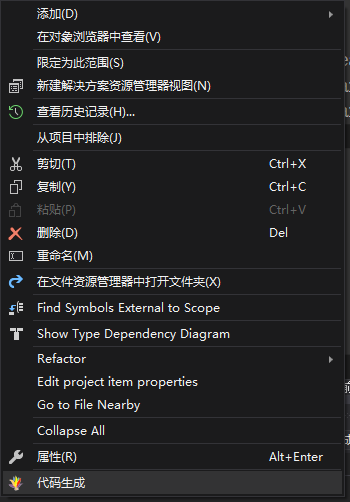 添加(D)
在对象浏览器中查看(V)
限定为此范围(S)
新建解决方案资源管理器视图(N)
查看历史记录(H)...
从项目中排除(J)
剪切(T) Ctrl+X
复制(Y) Ctrl+C
粘贴(P) Ctrl+V
删除(D) Del
重命名(M)
在文件资源管理器中打开文件夹(X)
Find Symbols External to Scope
Show Type Dependency Diagram
Refactor
Edit project item properties
Go to File Nearby
Collapse All
属性(R) Alt+Enter
代码生成